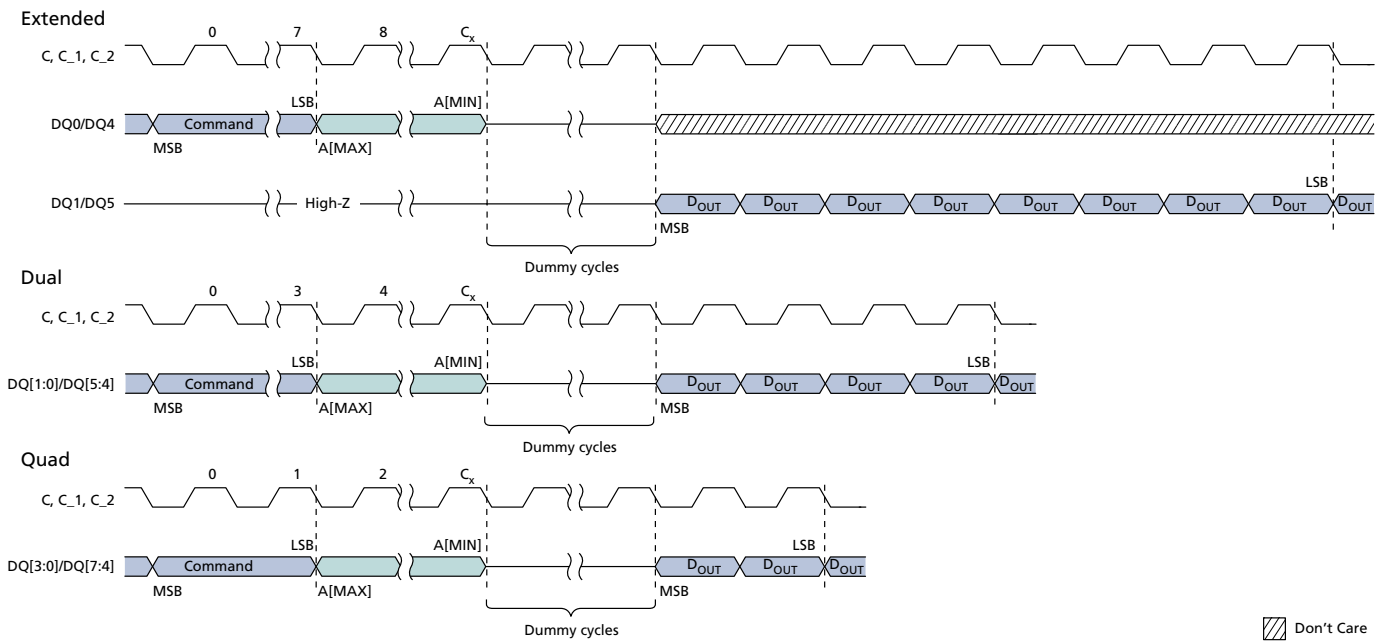 Extended
0 7 8 Cx
C, C_1, C_2
LSB A[MIN]
DQ0/DQ4 Command
MSB A[MAX]
LSB
DQ1/DQ5 High-Z DOUT DOUT DOUT DOUT DOUT DOUT DOUT DOUT DOUT
MSB
Dummy cycles
Dual
0 3 4 Cx
C, C_1, C_2
LSB A[MIN] LSB
DQ[1:0]/DQ[5:4] Command DOUT DOUT DOUT DOUT DOUT
MSB A[MAX] MSB
Dummy cycles
Quad
0 1 2 Cx
C, C_1, C_2
LSB A[MIN] LSB
DQ[3:0]/DQ[7:4] Command DOUT DOUT DOUT
MSB A[MAX] MSB
Dummy cycles
Don't Care